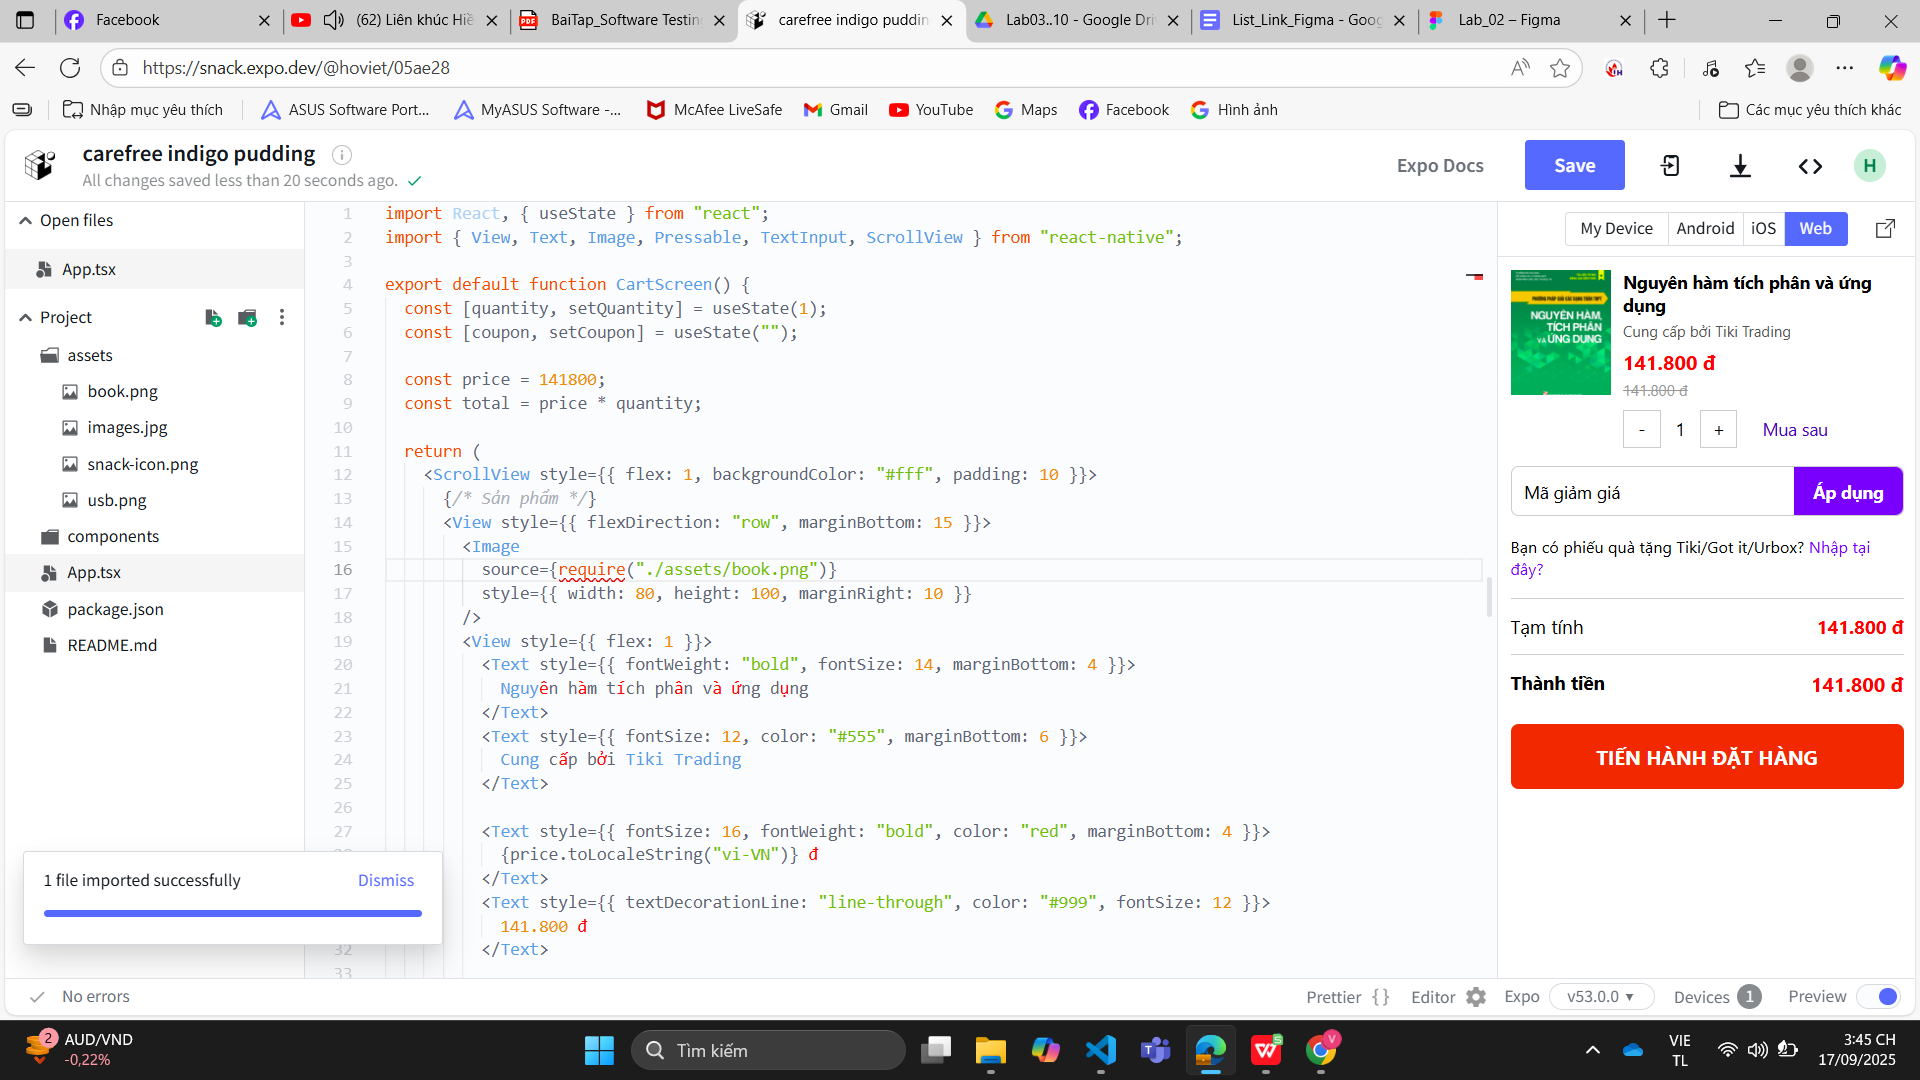 Facebook
(62) Liên khúc Hiề
BaiTap_Software Testing
carefree indigo puddin
Lab03..10 - Google Dri
List_Link_Figma - Goog
Lab_02 – Figma
https://snack.expo.dev/@hoviet/05ae28
Nhập mục yêu thích
ASUS Software Port...
MyASUS Software -...
McAfee LiveSafe
Gmail
YouTube
Maps
Facebook
Hình ảnh
Các mục yêu thích khác
carefree indigo pudding
All changes saved less than 20 seconds ago.
Expo Docs
Save
H
Open files
App.tsx
Project
assets
book.png
images.jpg
snack-icon.png
usb.png
components
App.tsx
package.json
README.md
1 file imported successfully
Dismiss
1 import React, { useState } from "react";
2 import { View, Text, Image, Pressable, TextInput, ScrollView } from "react-native";
3
4 export default function CartScreen() {
5 const [quantity, setQuantity] = useState(1);
6 const [coupon, setCoupon] = useState("");
7
8 const price = 141800;
9 const total = price * quantity;
10
11 return (
12 <ScrollView style={{ flex: 1, backgroundColor: "#fff", padding: 10 }}>
13 {/* Sản phẩm */}
14 <View style={{ flexDirection: "row", marginBottom: 15 }}>
15 <Image
16 source={require("./assets/book.png")}
17 style={{ width: 80, height: 100, marginRight: 10 }}
18 />
19 <View style={{ flex: 1 }}>
20 <Text style={{ fontWeight: "bold", fontSize: 14, marginBottom: 4 }}>
21 Nguyên hàm tích phân và ứng dụng
22 </Text>
23 <Text style={{ fontSize: 12, color: "#555", marginBottom: 6 }}>
24 Cung cấp bởi Tiki Trading
25 </Text>
26
27 <Text style={{ fontSize: 16, fontWeight: "bold", color: "red", marginBottom: 4 }}>
{price.toLocaleString("vi-VN")} đ
</Text>
<Text style={{ textDecorationLine: "line-through", color: "#999", fontSize: 12 }}>
141.800 đ
32 </Text>
33
My Device
Android
iOS
Web
NGUYÊN HÀM,
TÍCH PHÂN
VÀ ỨNG DỤNG
Nguyên hàm tích phân và ứng
dụng
Cung cấp bởi Tiki Trading
141.800 đ
141.800 đ
- 1 + Mua sau
Mã giảm giá
Áp dụng
Bạn có phiếu quà tặng Tiki/Got it/Urbox? Nhập tại
đây?
Tạm tính 141.800 đ
Thành tiền 141.800 đ
TIẾN HÀNH ĐẶT HÀNG
No errors
Prettier {}
Editor
Expo
v53.0.0
Devices 1
Preview
2
AUD/VND
-0,22%
Tìm kiếm
VIE
TL
3:45 CH
17/09/2025